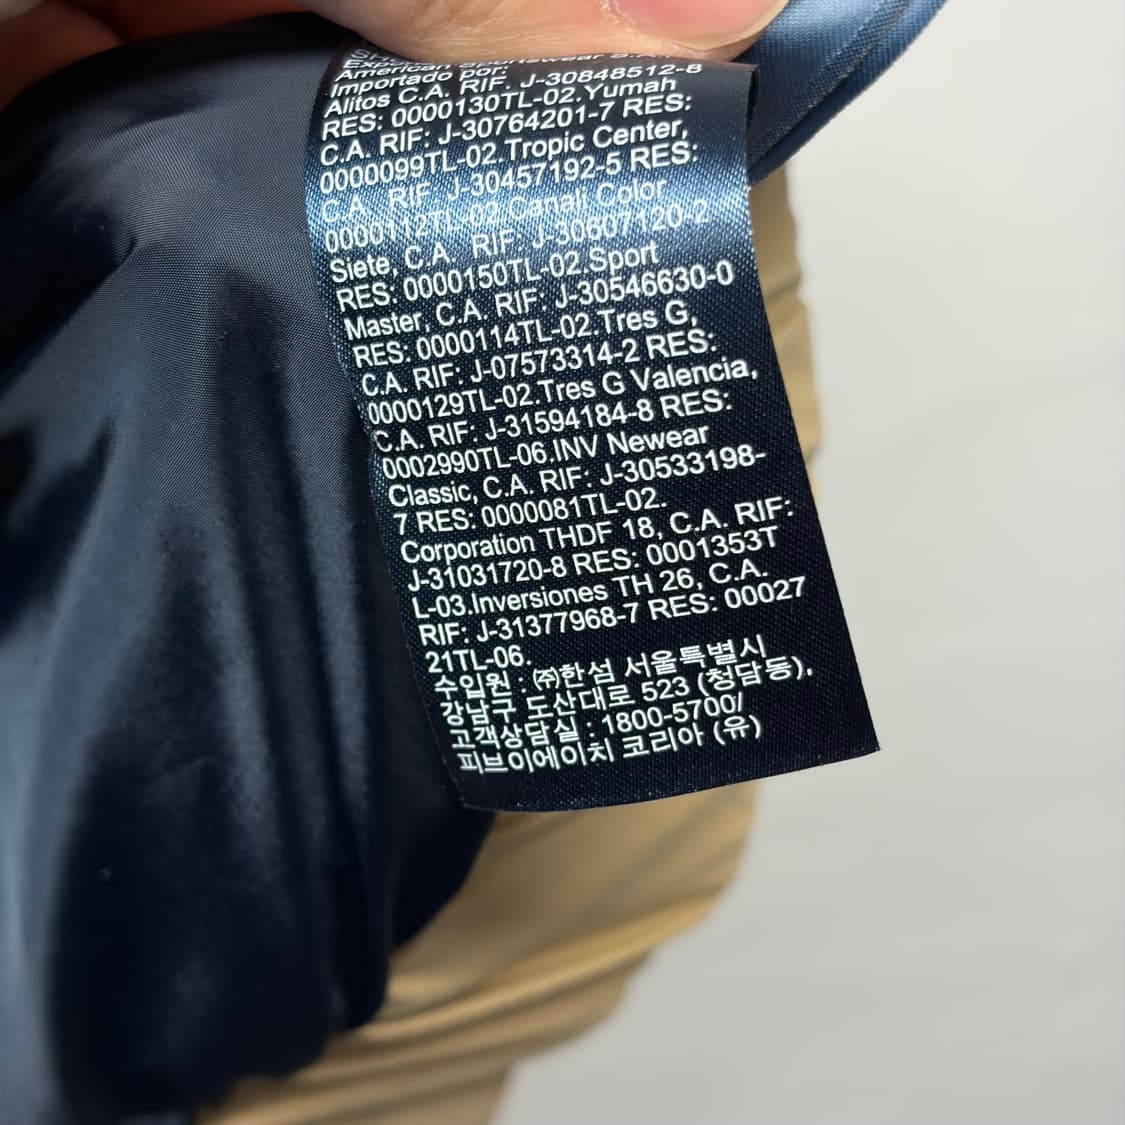 American Sportswear S.A.
Importado por:
Alitos C.A. RIF. J-30848512-8
RES: 0000130TL-02.Yumah
C.A. RIF: J-30764201-7 RES:
0000099TL-02.Tropic Center,
C.A. RIF: J-30457192-5 RES:
0000112TL-02.Canali Color
Siete, C.A. RIF: J-30607120-2
RES: 0000150TL-02.Sport
Master, C.A. RIF: J-30546630-0
RES: 0000114TL-02.Tres G,
C.A. RIF: J-07573314-2 RES:
0000129TL-02.Tres G Valencia,
C.A. RIF: J-31594184-8 RES:
0002990TL-06.INV Newear
Classic, C.A. RIF: J-30533198-
7 RES: 0000081TL-02.
Corporation THDF 18, C.A. RIF:
J-31031720-8 RES: 0001353T
L-03.Inversiones TH 26, C.A.
RIF: J-31377968-7 RES: 00027
21TL-06.
수입원 : ㈜한섬 서울특별시
강남구 도산대로 523 (청담동),
고객상담실 : 1800-5700/
피브이에이치 코리아 (유)